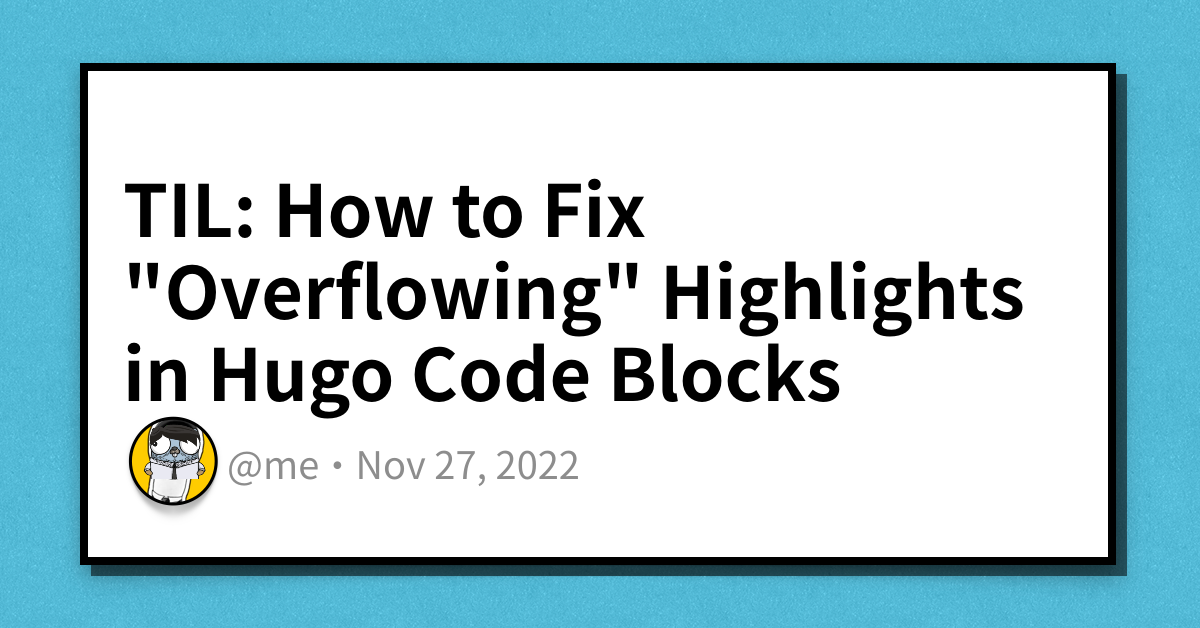 TIL: How to Fix
"Overflowing" Highlights
in Hugo Code Blocks
@me • Nov 27, 2022